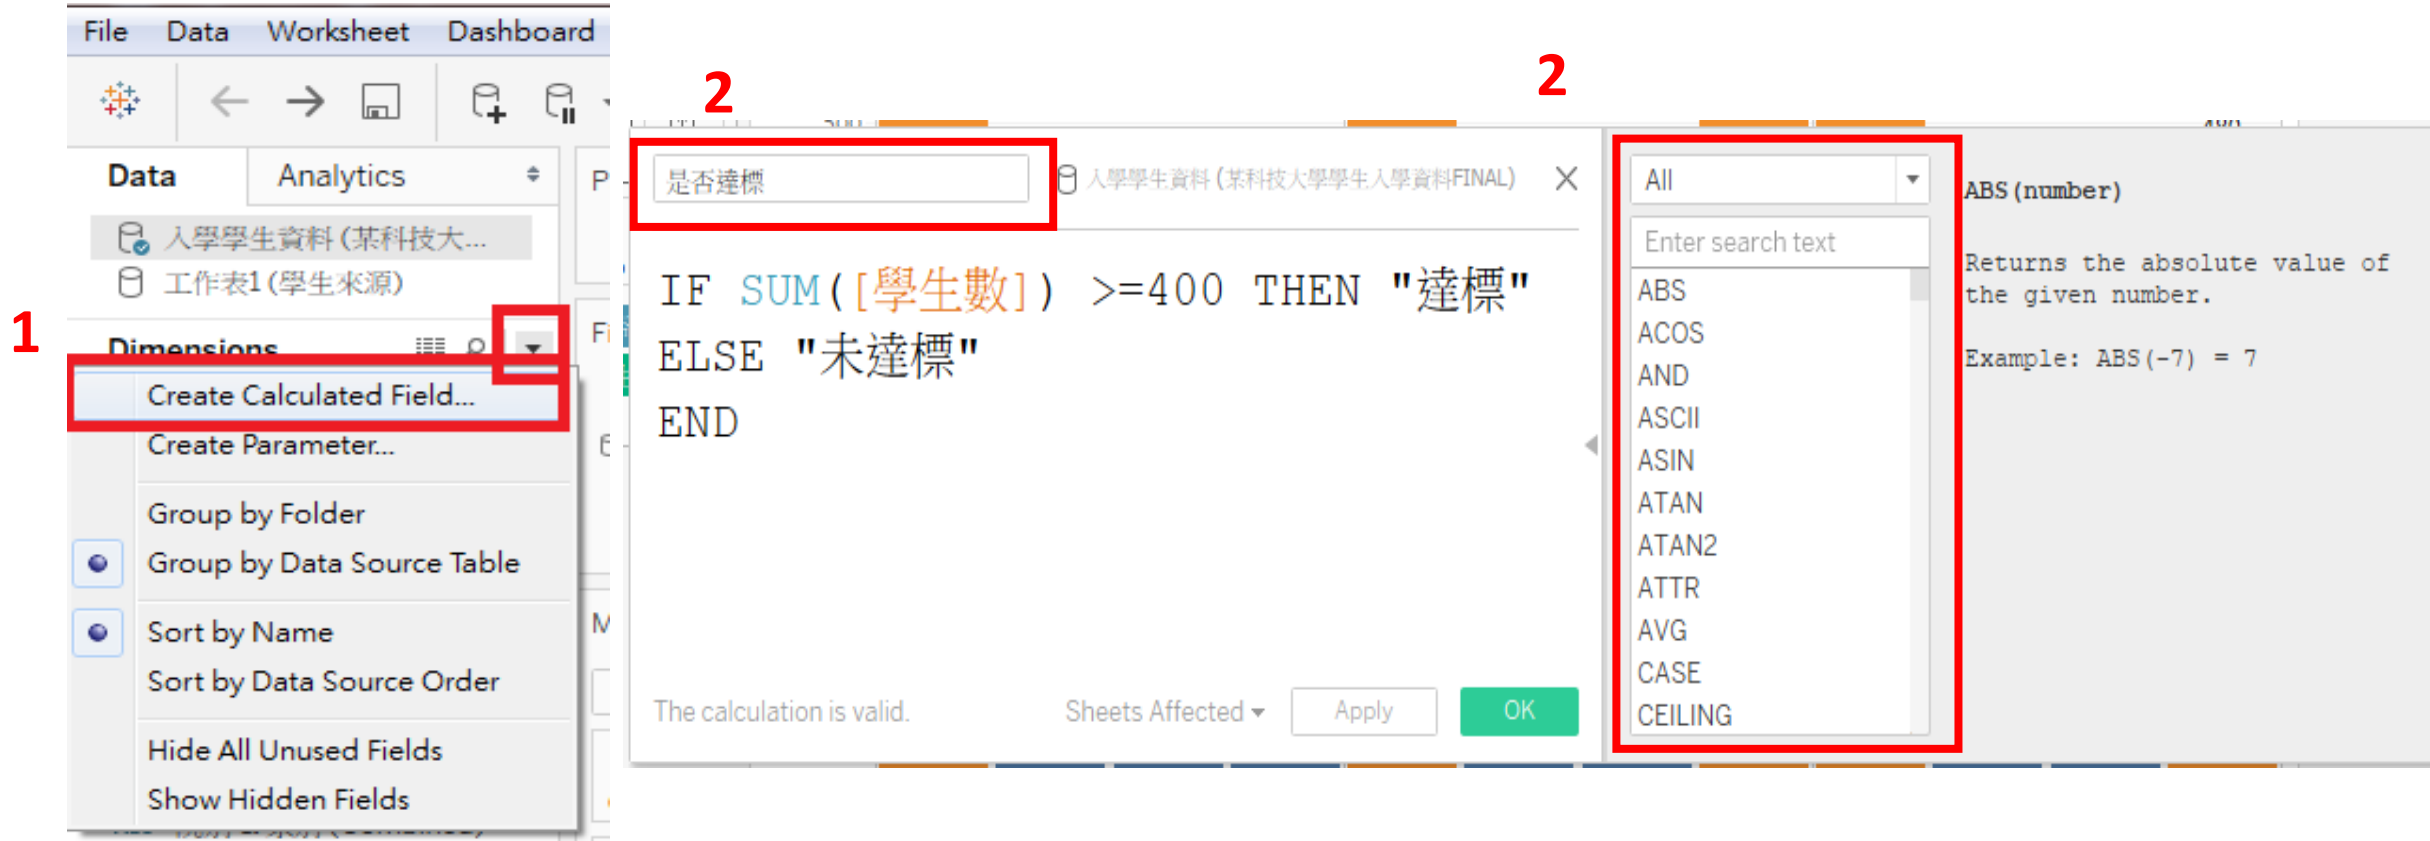 File Data Worksheet Dashboard
Data Analytics
入學學生資料 (某科技大...
工作表1 (學生來源)
1
Dimensions
Create Calculated Field...
Create Parameter...
Group by Folder
Group by Data Source Table
Sort by Name
Sort by Data Source Order
Hide All Unused Fields
Show Hidden Fields
2
2
是否達標
入學學生資料 (某科技大學學生入學資料FINAL)
IF SUM([學生數]) >=400 THEN "達標"
ELSE "未達標"
END
The calculation is valid.
Sheets Affected
Apply
OK
All
Enter search text
ABS
ACOS
AND
ASCII
ASIN
ATAN
ATAN2
ATTR
AVG
CASE
CEILING
ABS(number)
Returns the absolute value of
the given number.
Example: ABS(-7) = 7